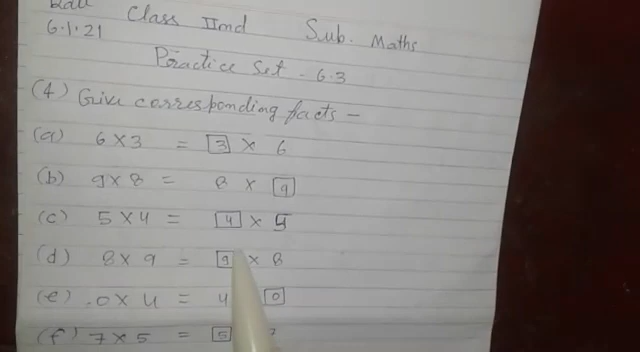 6.1.21 Class IInd Sub. Maths
Practice Set - 6.3
(4) Give corresponding facts -
(a) 6 × 3 = 3 × 6
(b) 9 × 8 = 8 × 9
(c) 5 × 4 = 4 × 5
(d) 8 × 9 = 9 × 8
(e) .0 × 4 = 4 0
(f) 7 × 5 = 5